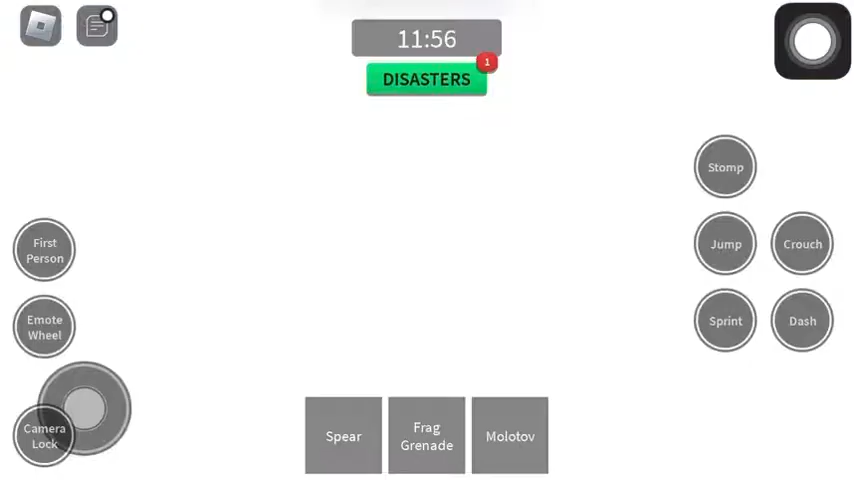 11:56
DISASTERS
1
Stomp
First
Person
Jump
Crouch
Emote
Wheel
Sprint
Dash
Camera
Lock
Spear
Frag
Grenade
Molotov